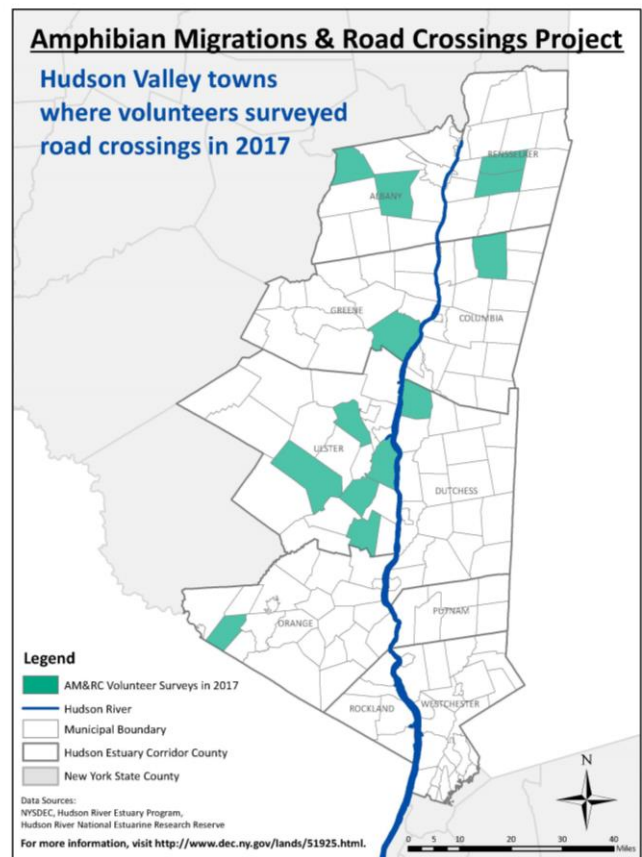 Amphibian Migrations & Road Crossings Project
Hudson Valley towns
where volunteers surveyed
road crossings in 2017
RENSSELAER
ALBANY
GREENE
COLUMBIA
ULSTER
DUTCHESS
ORANGE
PUTNAM
ROCKLAND
WESTCHESTER
Legend
AM&RC Volunteer Surveys in 2017
Hudson River
Municipal Boundary
Hudson Estuary Corridor County
New York State County
Data Sources:
NYSDEC, Hudson River Estuary Program,
Hudson River National Estuarine Research Reserve
For more information, visit http://www.dec.ny.gov/lands/51925.html.
N
0 5 10 20 30 40
Miles